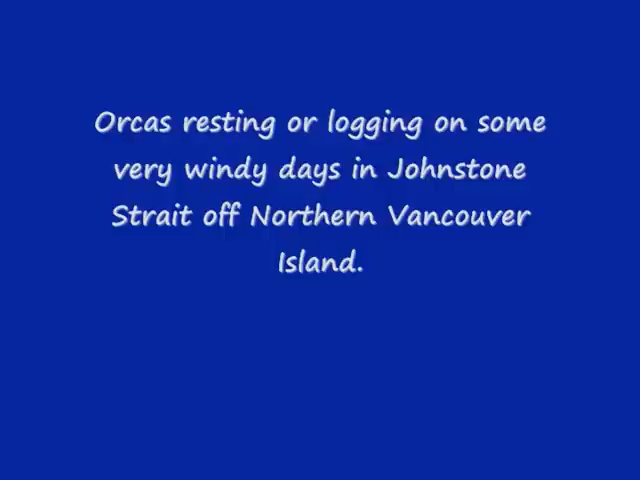 Orcas resting or logging on some
very windy days in Johnstone
Strait off Northern Vancouver
Island.